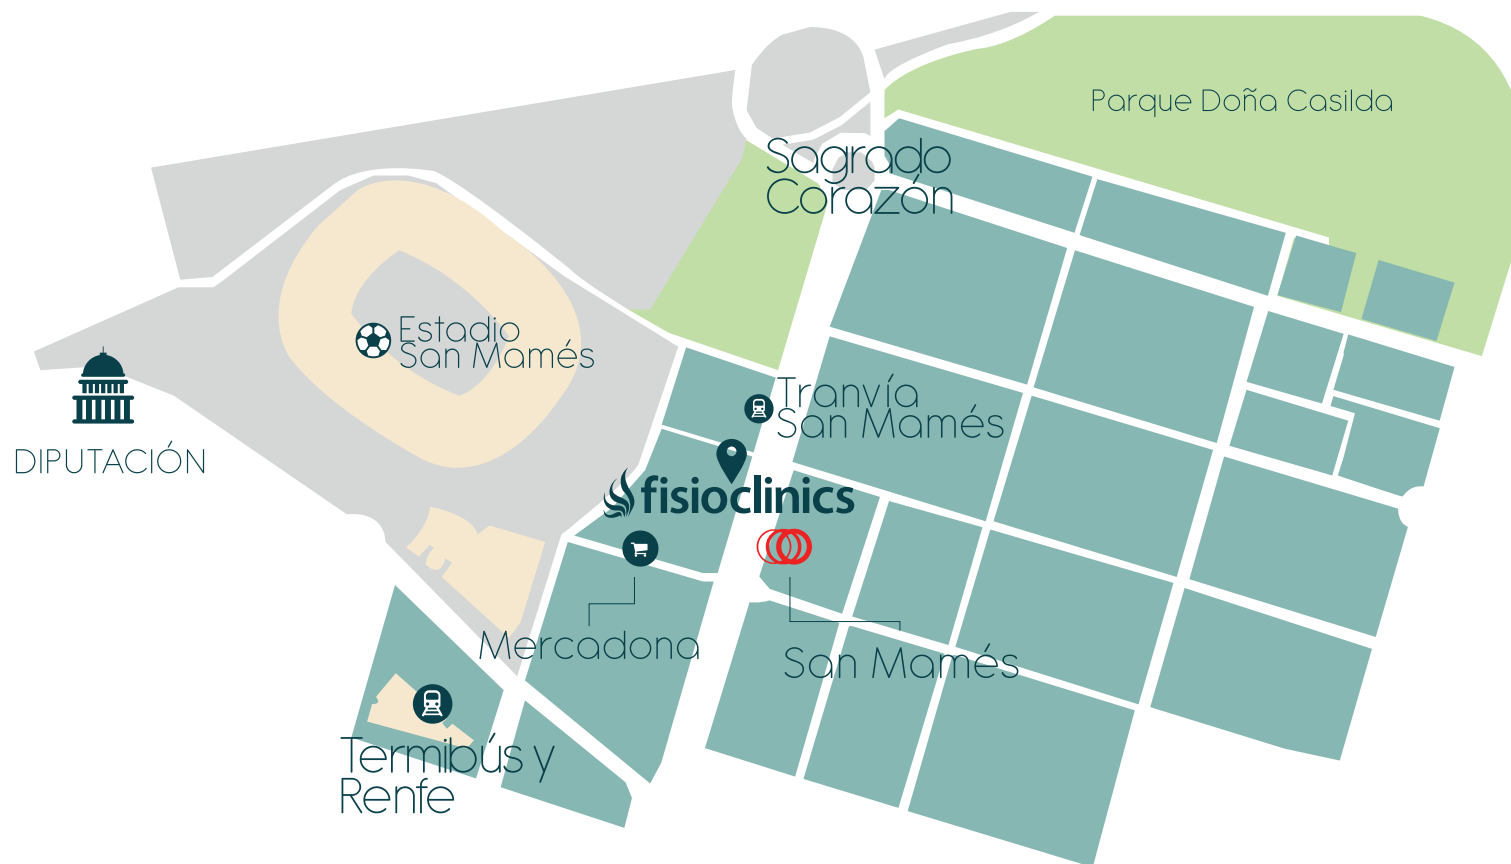 Parque Doña Casilda
Sagrado
Corazón
Estadio
San Mamés
DIPUTACIÓN
Tranvía
San Mamés
fisioclinics
Mercadona
San Mamés
Termibús y
Renfe